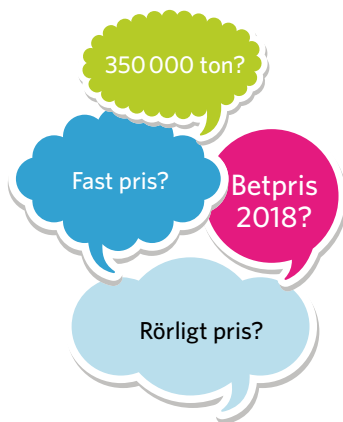 350 000 ton?
Fast pris?
Betpris
2018?
Rörligt pris?